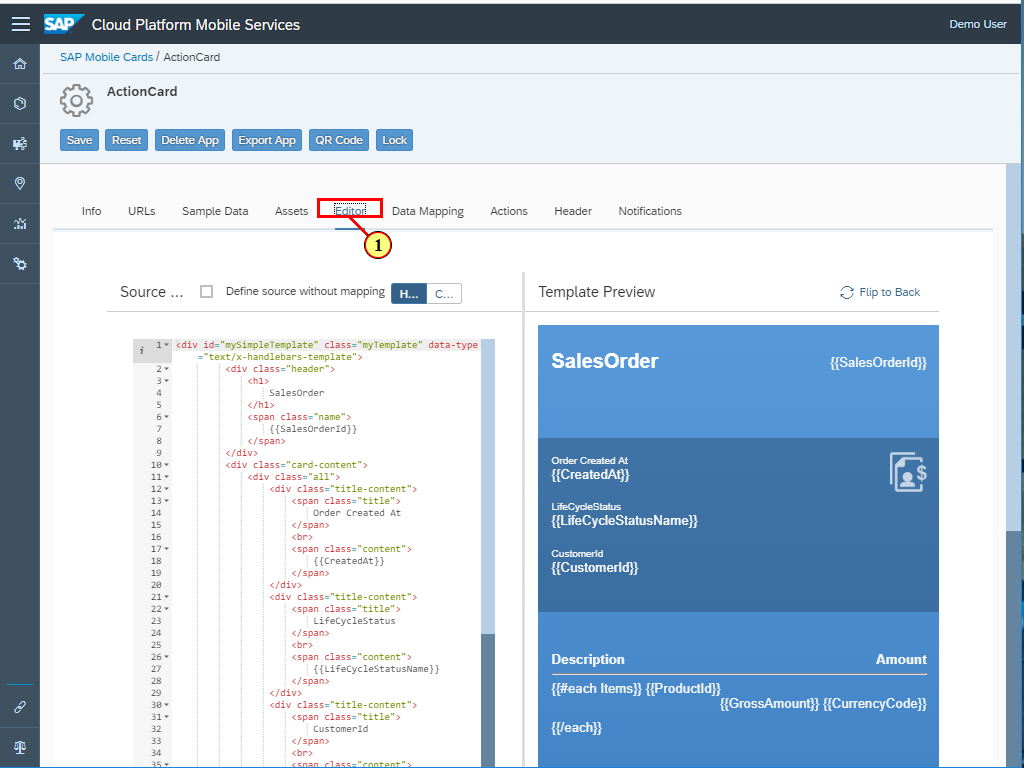 SAP Cloud Platform Mobile Services
Demo User
SAP Mobile Cards / ActionCard
ActionCard
Save Reset Delete App Export App QR Code Lock
Info URLs Sample Data Assets Editor Data Mapping Actions Header Notifications
1
Source ... Define source without mapping H... C...
Template Preview Flip to Back
i 1 <div id="mySimpleTemplate" class="myTemplate" data-type
="text/x-handlebars-template">
2 <div class="header">
3 <h1>
4 SalesOrder
5 </h1>
6 <span class="name">
7 {{SalesOrderId}}
8 </span>
9 </div>
10 <div class="card-content">
11 <div class="all">
12 <div class="title-content">
13 <span class="title">
14 Order Created At
15 </span>
16 <br>
17 <span class="content">
18 {{CreatedAt}}
19 </span>
20 </div>
21 <div class="title-content">
22 <span class="title">
23 LifeCycleStatus
24 </span>
25 <br>
26 <span class="content">
27 {{LifeCycleStatusName}}
28 </span>
29 </div>
30 <div class="title-content">
31 <span class="title">
32 CustomerId
33 </span>
34 <br>
35 <span class="content">
SalesOrder {{SalesOrderId}}
Order Created At
{{CreatedAt}}
$
LifeCycleStatus
{{LifeCycleStatusName}}
CustomerId
{{CustomerId}}
Description Amount
{{#each Items}} {{ProductId}}
{{GrossAmount}} {{CurrencyCode}}
{{/each}}